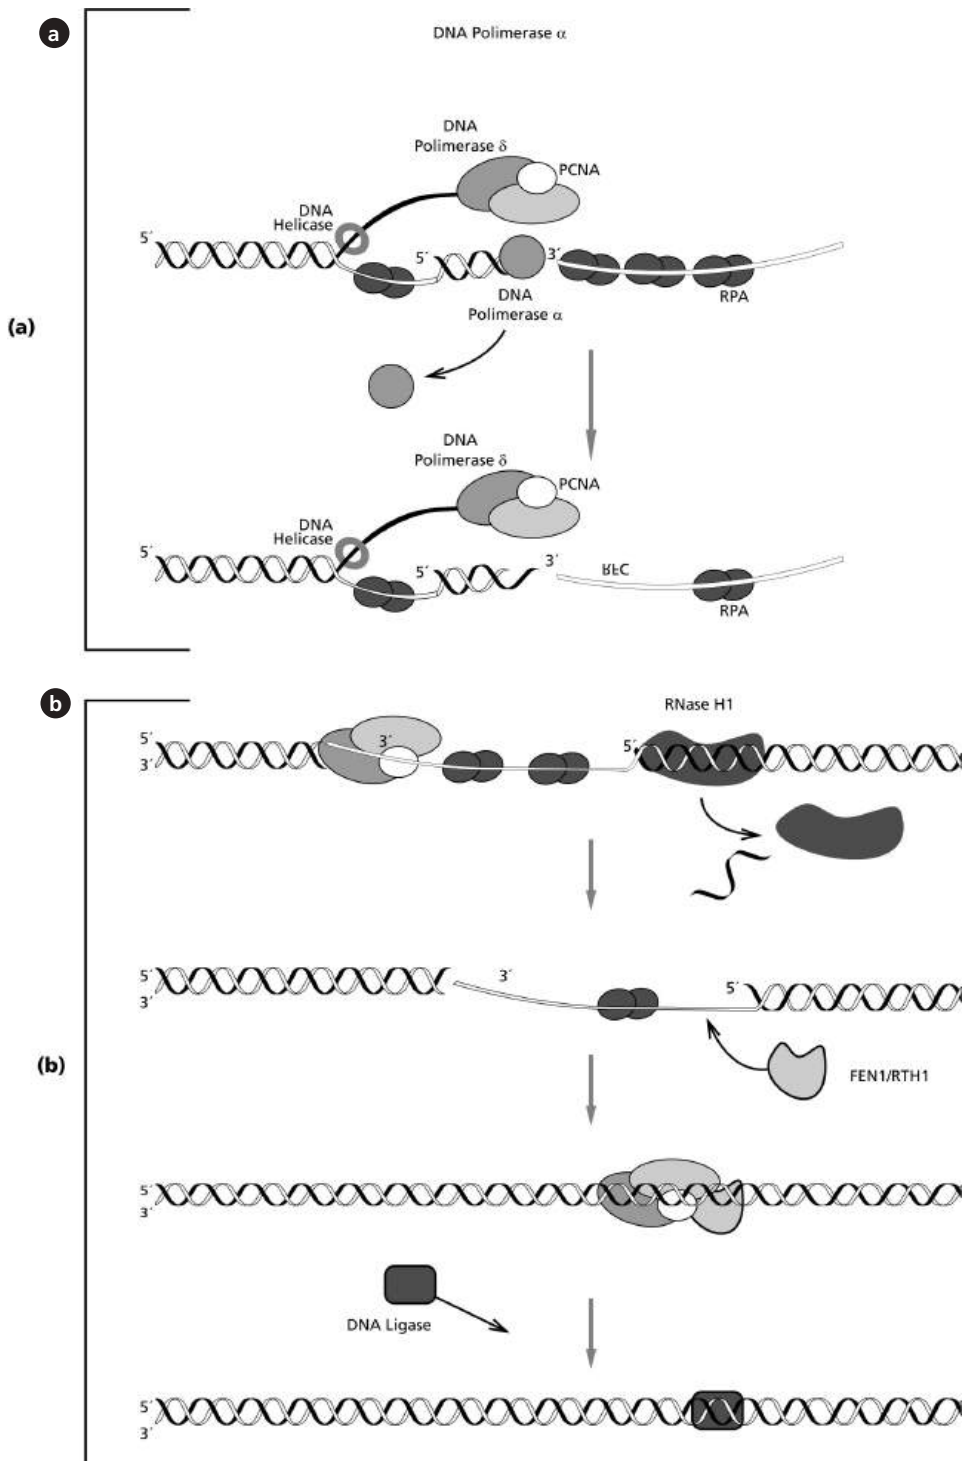 a
DNA Polimerase α
DNA
Polimerase δ
PCNA
DNA
Helicase
5´
5´
3´
DNA
Polimerase α
RPA
(a)
DNA
Polimerase δ
PCNA
DNA
Helicase
5´
5´
3´
RFC
RPA
b
RNase H1
5´
3´
3´
5´
5´
3´
3´
5´
FEN1/RTH1
(b)
5´
3´
DNA Ligase
5´
3´